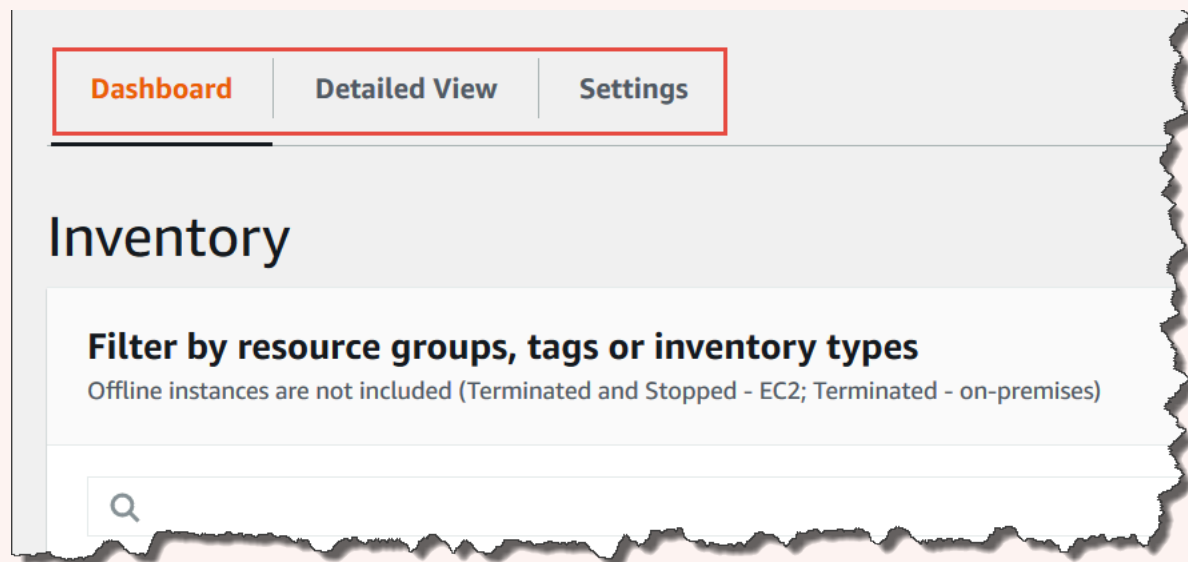 Dashboard Detailed View Settings
Inventory
Filter by resource groups, tags or inventory types
Offline instances are not included (Terminated and Stopped - EC2; Terminated - on-premises)